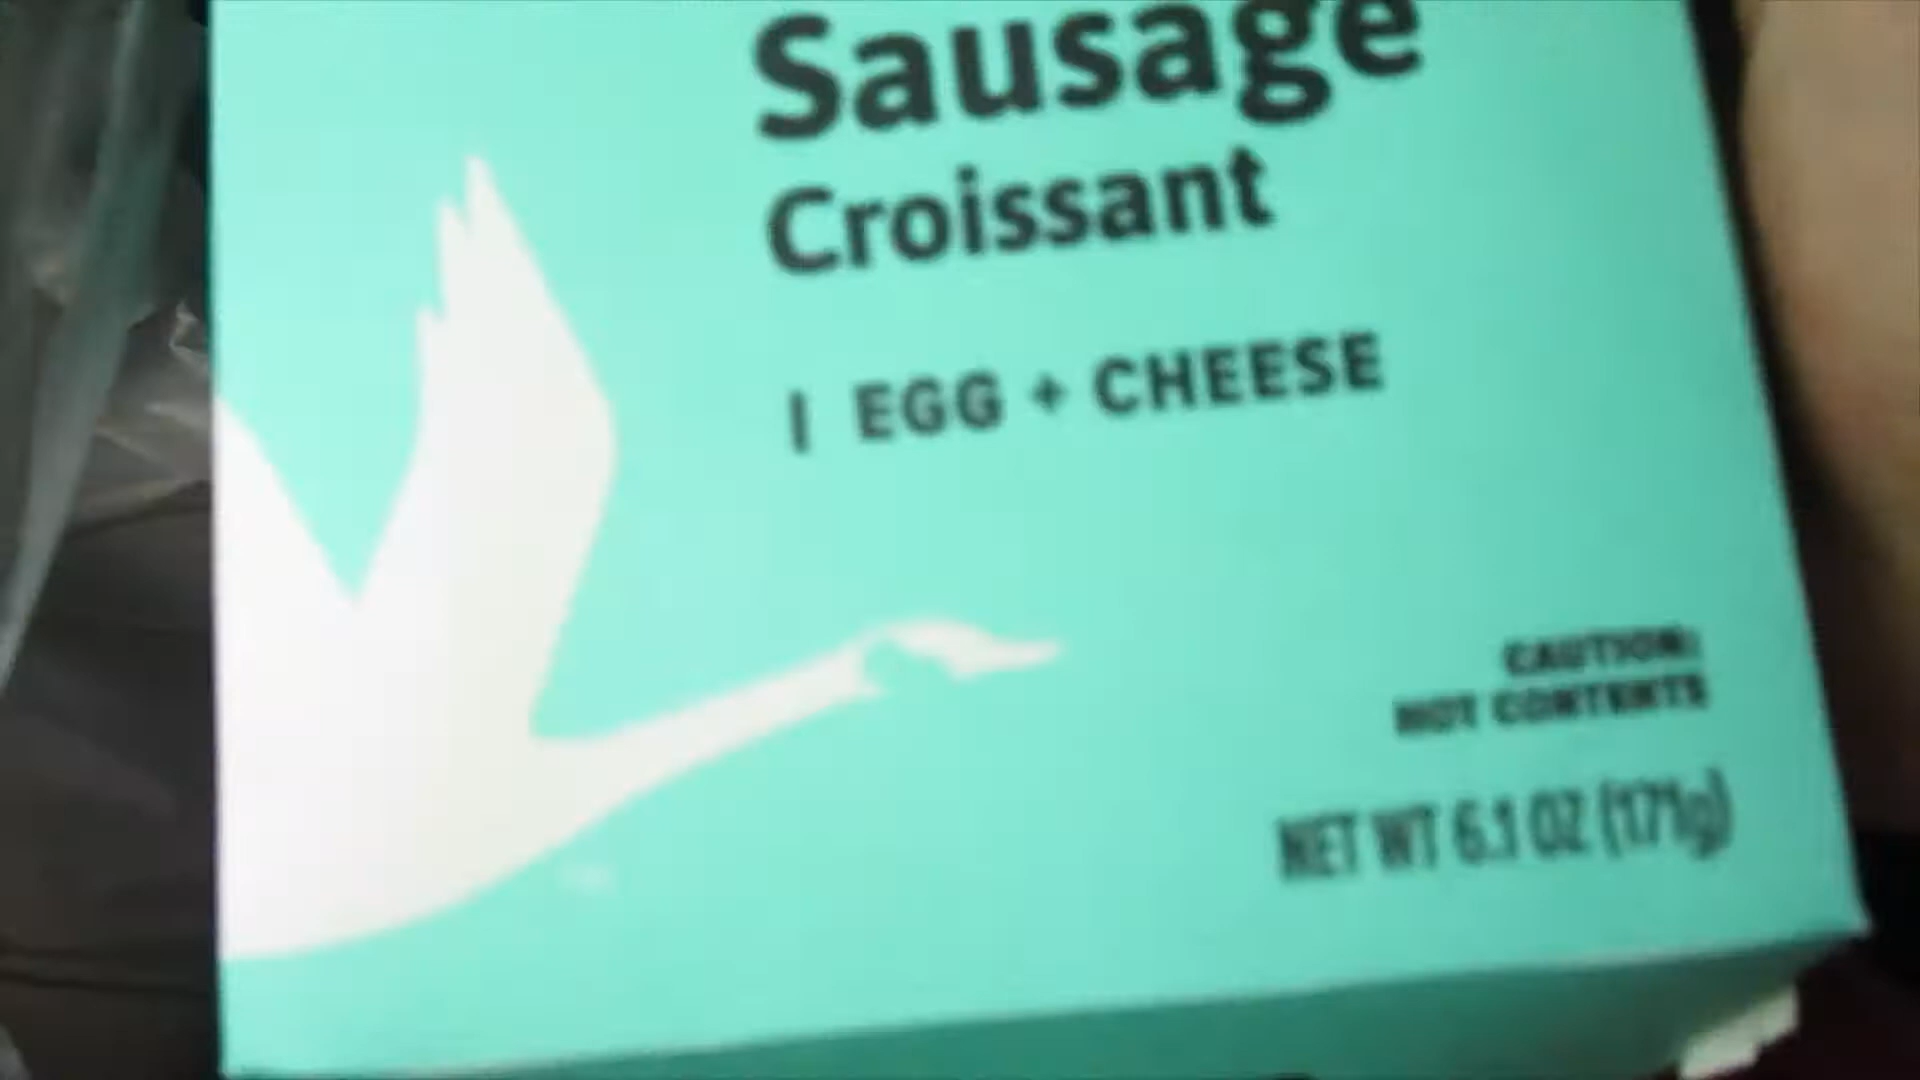 Sausage
Croissant
| EGG + CHEESE
CAUTION:
HOT CONTENTS
NET WT 6.1 OZ (171g)